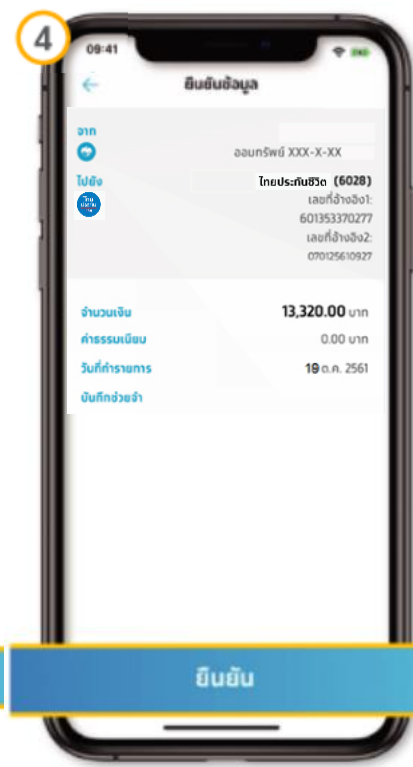 4
09:41
ยืนยันข้อมูล
จาก
ออมทรัพย์ XXX-X-XX
ไปยัง
ไทยประกันชีวิต (6028)
เลขที่อ้างอิง1:
601353370277
เลขที่อ้างอิง2:
070125610927
จำนวนเงิน 13,320.00 บาท
ค่าธรรมเนียม 0.00 บาท
วันที่ทำรายการ 19 ต.ค. 2561
บันทึกช่วยจำ
ยืนยัน